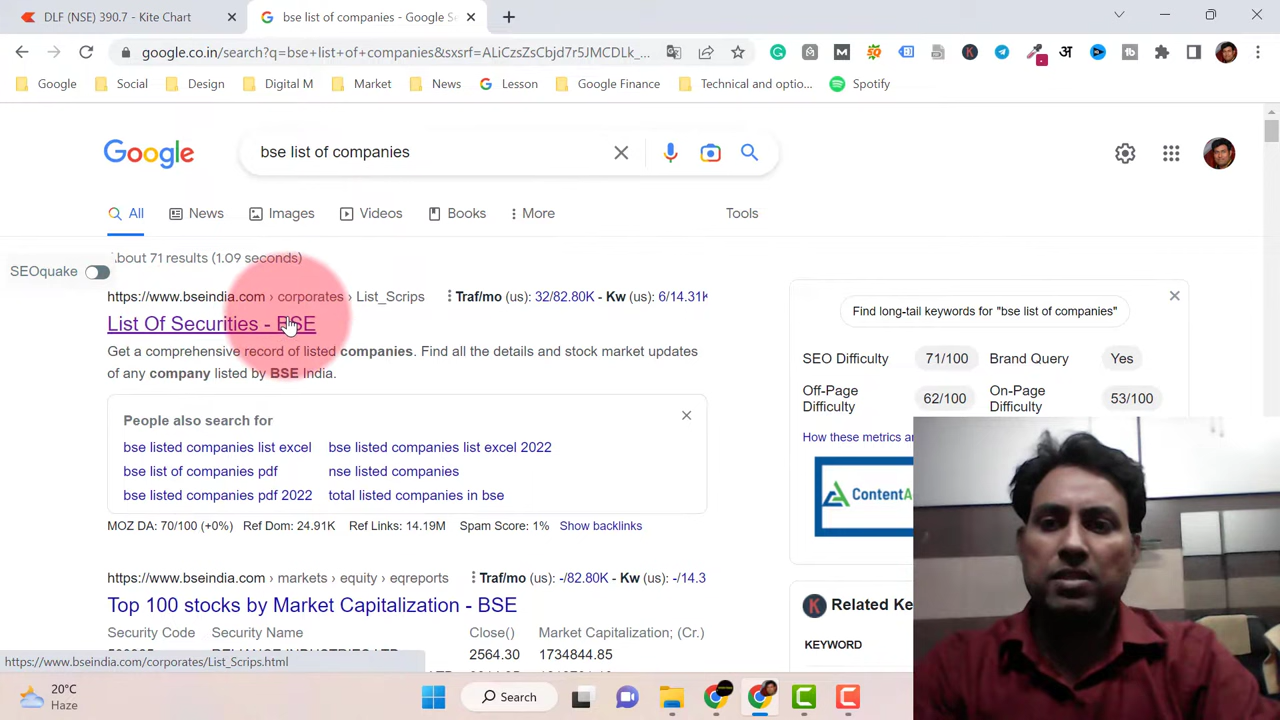 DLF (NSE) 390.7 - Kite Chart
bse list of companies - Google Se
google.co.in/search?q=bse+list+of+companies&sxsrf=ALiCzsZsCbjd7r5JMCDLk_...
Google
Social
Design
Digital M
Market
News
Lesson
Google Finance
Technical and optio...
Spotify
Google
bse list of companies
All
News
Images
Videos
Books
More
Tools
About 71 results (1.09 seconds)
SEOquake
https://www.bseindia.com › corporates › List_Scrips
Traf/mo (us): 32/82.80K - Kw (us): 6/14.31K
List Of Securities - BSE
Get a comprehensive record of listed companies. Find all the details and stock market updates
of any company listed by BSE India.
People also search for
bse listed companies list excel
bse listed companies list excel 2022
bse list of companies pdf
nse listed companies
bse listed companies pdf 2022
total listed companies in bse
MOZ DA: 70/100 (+0%) Ref Dom: 24.91K Ref Links: 14.19M Spam Score: 1% Show backlinks
https://www.bseindia.com › markets › equity › eqreports
Traf/mo (us): -/82.80K - Kw (us): -/14.3
Top 100 stocks by Market Capitalization - BSE
Security Code Security Name Close() Market Capitalization; (Cr.)
2564.30 1734844.85
https://www.bseindia.com/corporates/List_Scrips.html
Find long-tail keywords for "bse list of companies"
SEO Difficulty 71/100 Brand Query Yes
Off-Page Difficulty 62/100 On-Page Difficulty 53/100
How these metrics ar
ContentA
K Related Ke
KEYWORD
20°C
Haze
Search